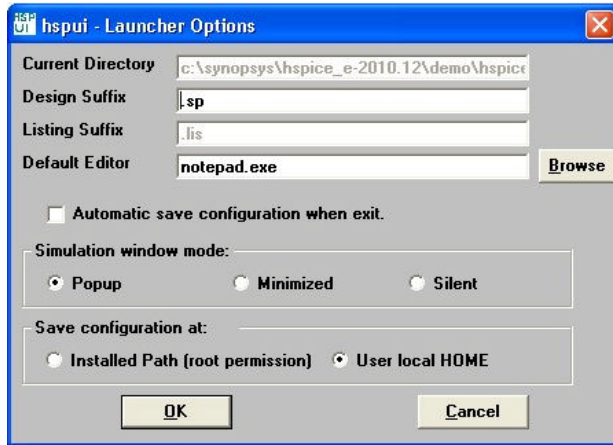 HSP UI hspui - Launcher Options
Current Directory c:\synopsys\hspice_e-2010.12\demo\hspice
Design Suffix .sp
Listing Suffix .lis
Default Editor notepad.exe Browse
Automatic save configuration when exit.
Simulation window mode:
Popup Minimized Silent
Save configuration at:
Installed Path (root permission) User local HOME
OK Cancel